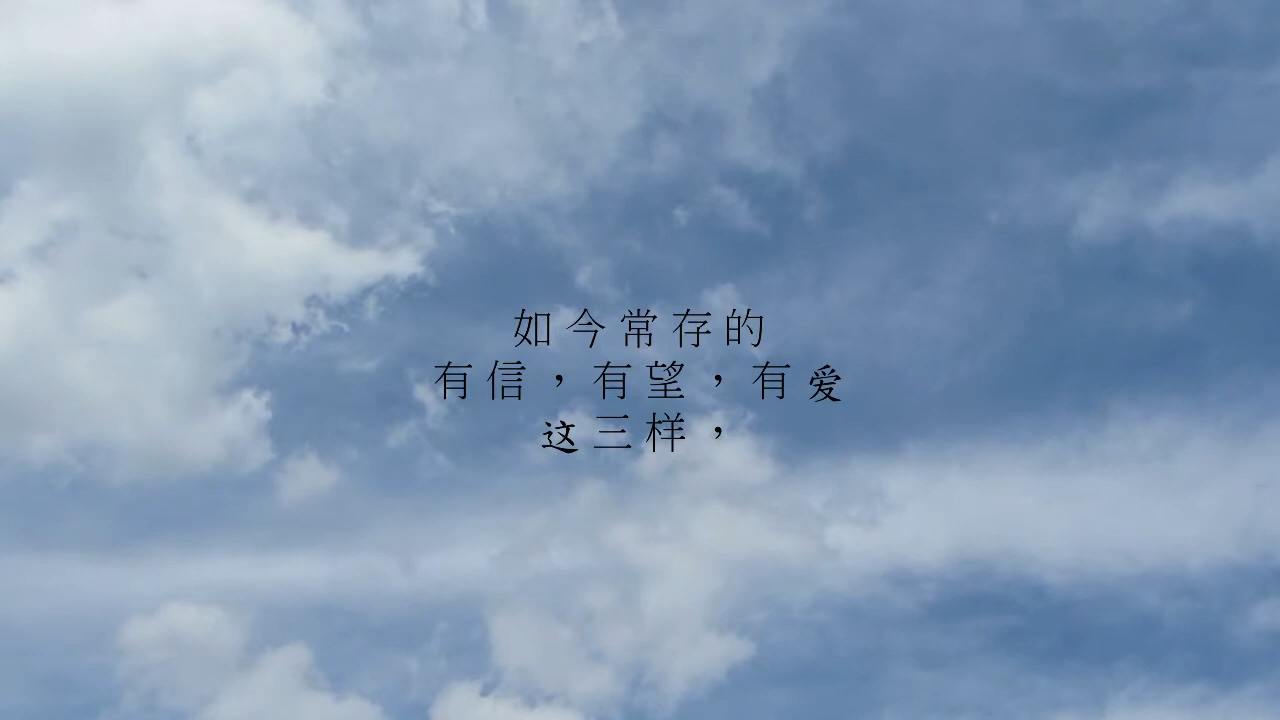 如今常存的
有信，有望，有爱
这三样，